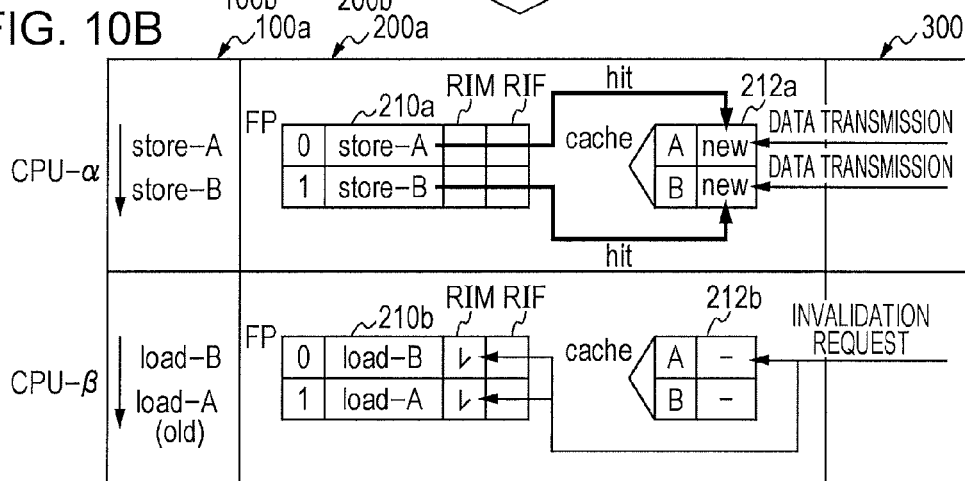 100b 200b
FIG. 10B 100a 200a 300
hit
RIM RIF 212a
FP 210a
DATA TRANSMISSION
CPU-α store-A 0 store-A cache A new
DATA TRANSMISSION
store-B 1 store-B B new
hit
RIM RIF 212b
FP 210b
INVALIDATION
REQUEST
CPU-β load-B 0 load-B ✓ cache A –
load-A 1 load-A ✓ B –
(old)